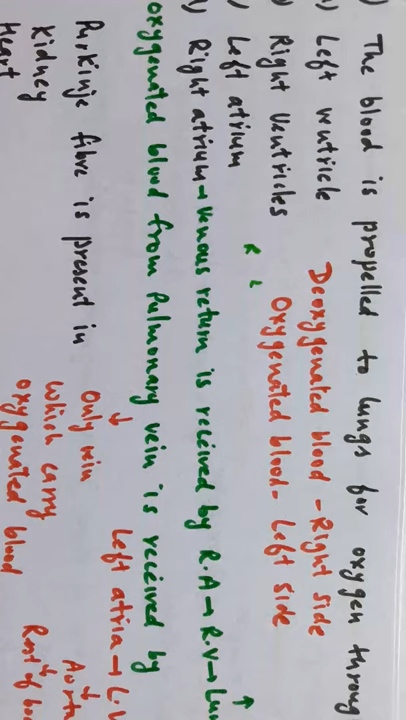 The blood is propelled to lungs for oxygen through
Left wntricle
Right Ventricles
Left atrium
Right atrium→Venous return is received by R.A→R.V→Lun
Deoxygenated blood - Right side
Oxygenated blood- Left side
R L
oxygenated blood from Pulmonary vein is received by
Left atria→L.V
Aorta
Rest of bo
Only vein
which carry
oxygenated blood
Purkinje fibre is present in
kidney
Heart